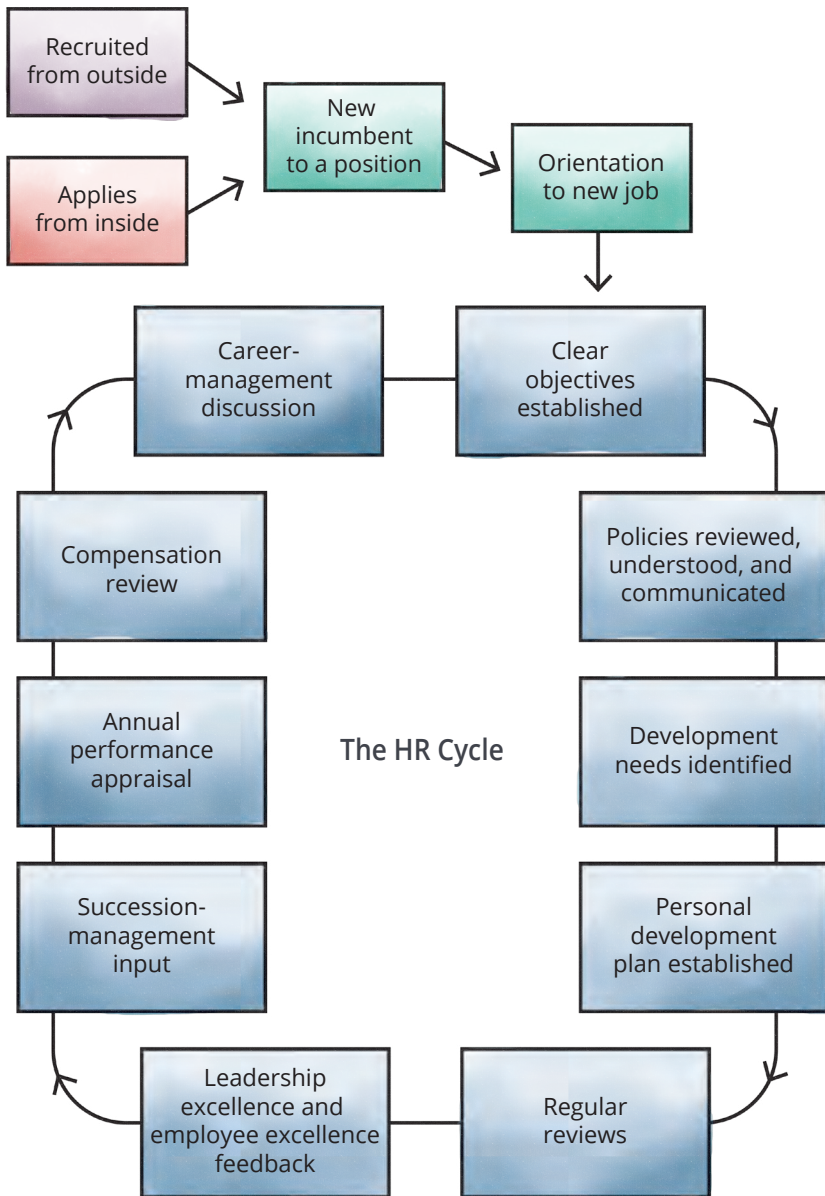 Recruited
from outside
Applies
from inside
New
incumbent
to a position
Orientation
to new job
Career-
management
discussion
Clear
objectives
established
Compensation
review
Policies reviewed,
understood, and
communicated
Annual
performance
appraisal
The HR Cycle
Development
needs identified
Succession-
management
input
Personal
development
plan established
Leadership
excellence and
employee excellence
feedback
Regular
reviews